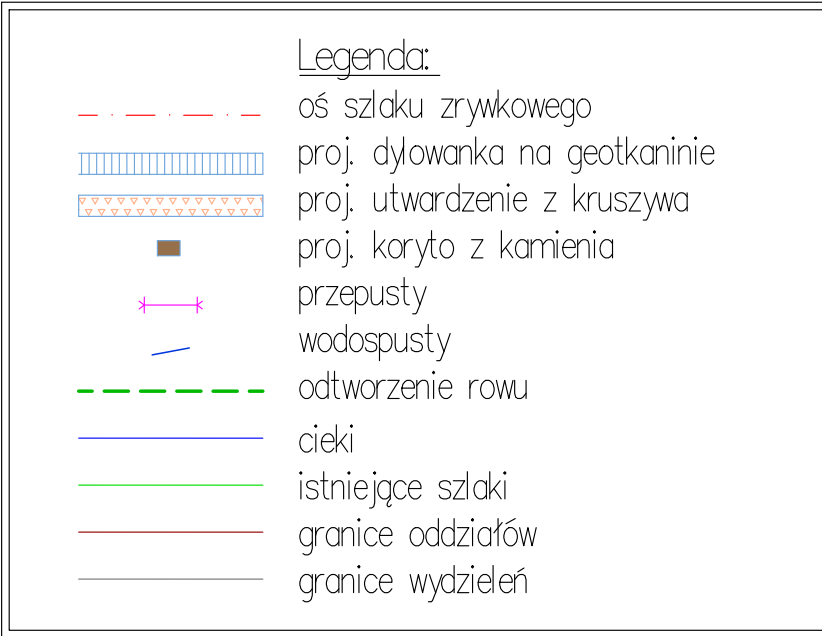 Legenda:
oś szlaku zrywkowego
proj. dylowanka na geotkaninie
proj. utwardzenie z kruszywa
proj. koryto z kamienia
przepusty
wodospusty
odtworzenie rowu
cieki
istniejące szlaki
granice oddziałów
granice wydzieleń